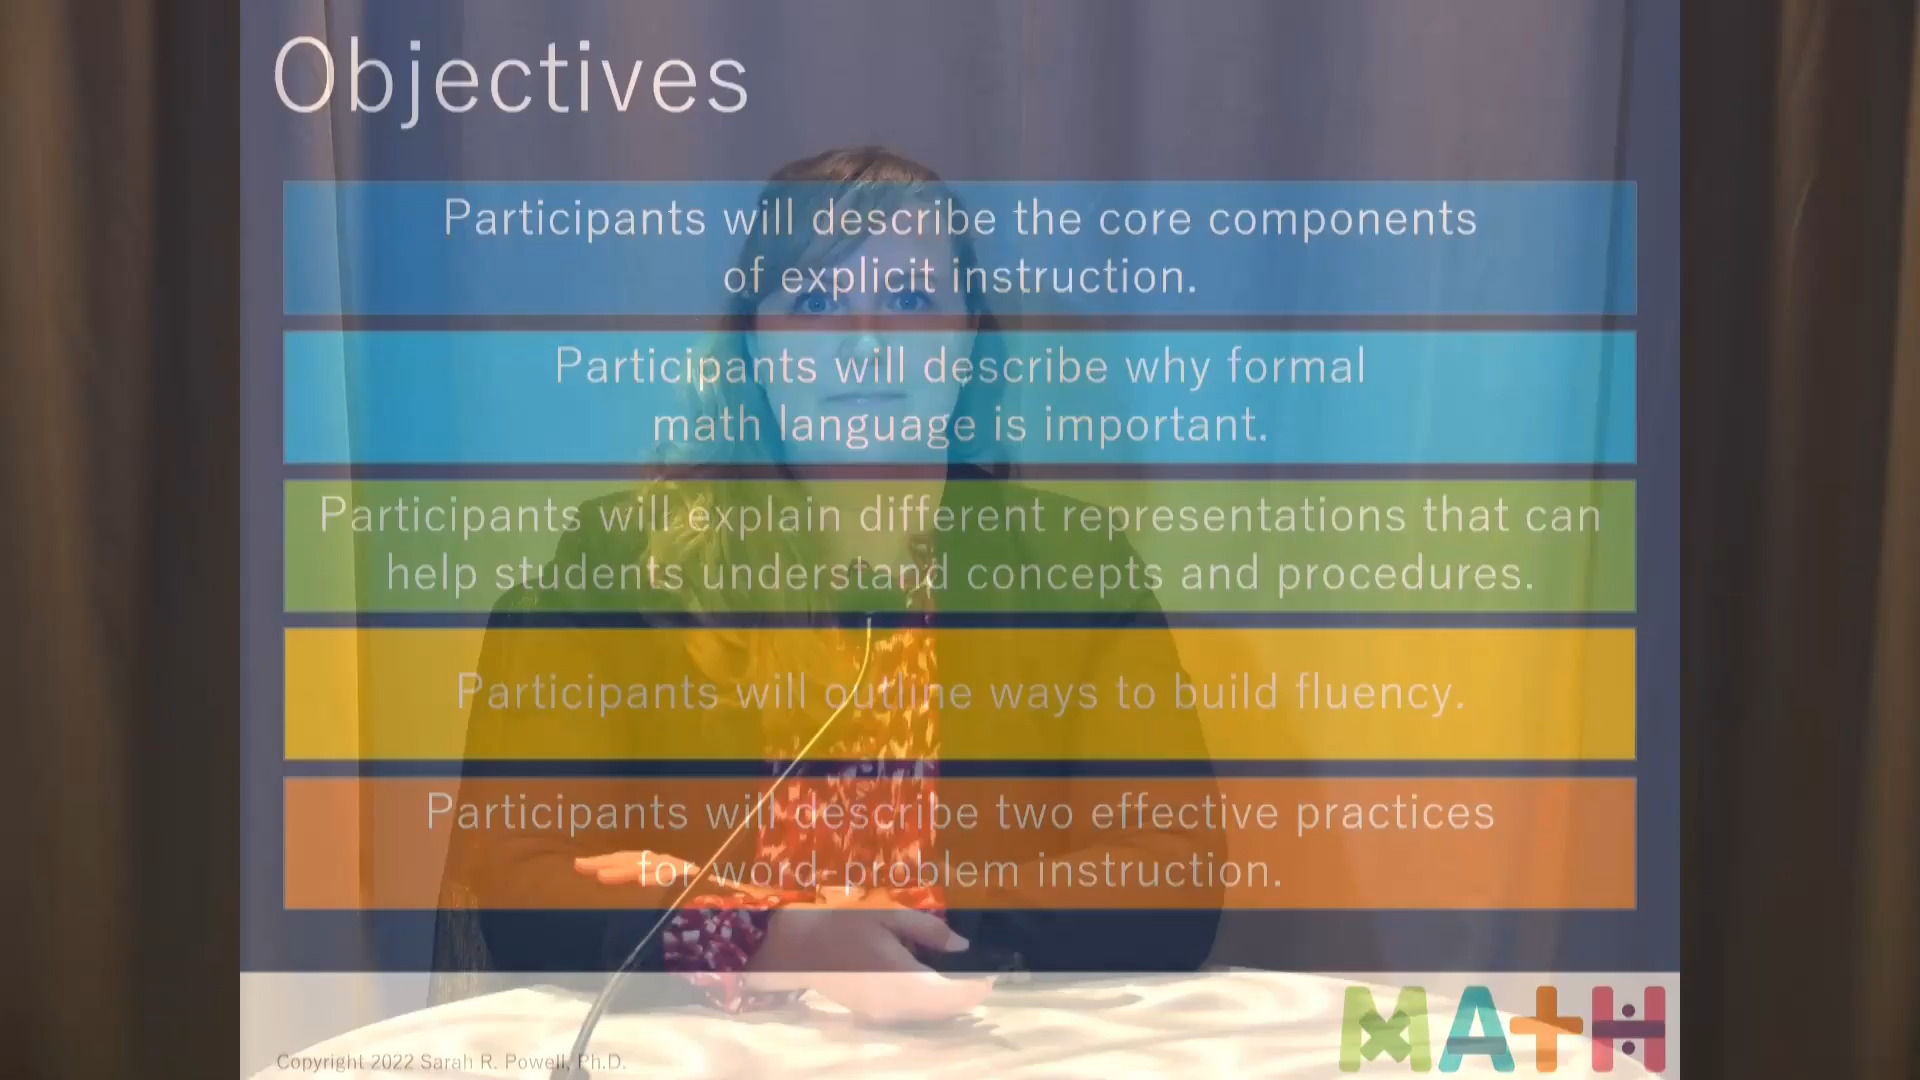 Objectives
Participants will describe the core components
of explicit instruction.
Participants will describe why formal
math language is important.
Participants will explain different representations that can
help students understand concepts and procedures.
Participants will outline ways to build fluency.
Participants will describe two effective practices
for word-problem instruction.
Copyright 2022 Sarah R. Powell, Ph.D.
MATH